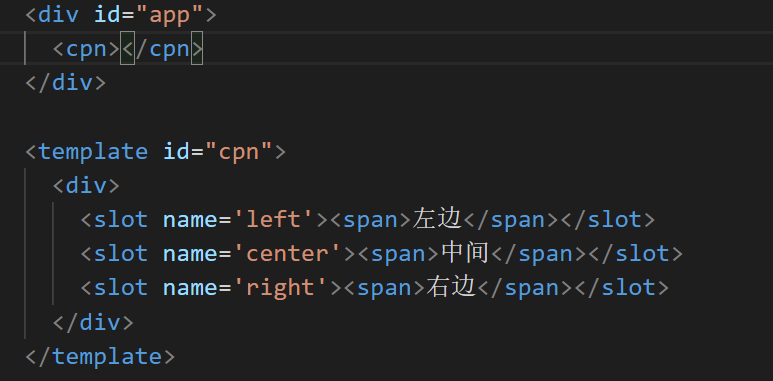 <div id="app">
  <cpn></cpn>
</div>

<template id="cpn">
  <div>
    <slot name='left'><span>左边</span></slot>
    <slot name='center'><span>中间</span></slot>
    <slot name='right'><span>右边</span></slot>
  </div>
</template>